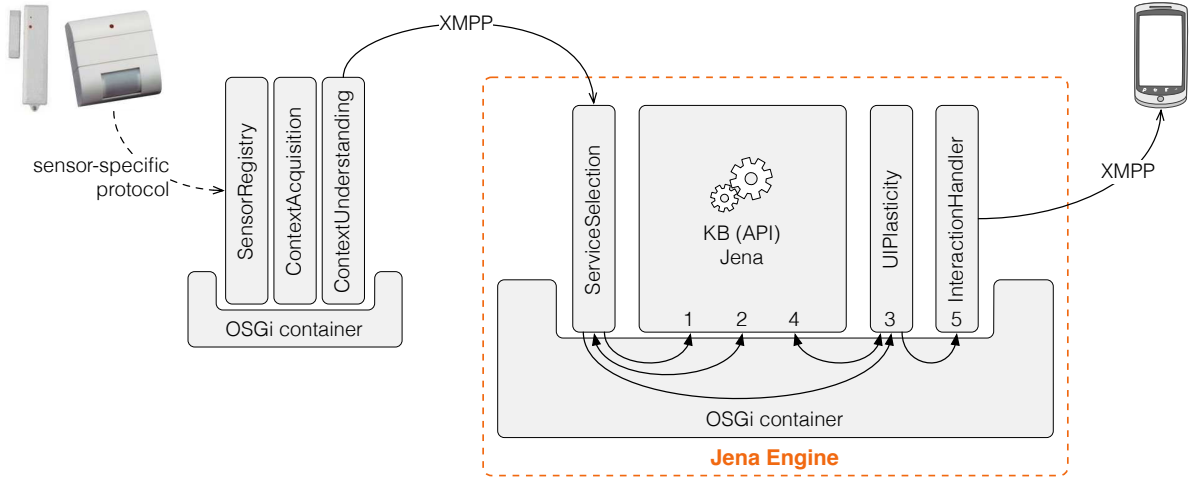 XMPP
sensor-specific
protocol
SensorRegistry
ContextAcquisition
ContextUnderstanding
OSGi container
ServiceSelection
KB (API)
Jena
UIPlasticity
InteractionHandler
XMPP
1 2 4 3 5
OSGi container
Jena Engine